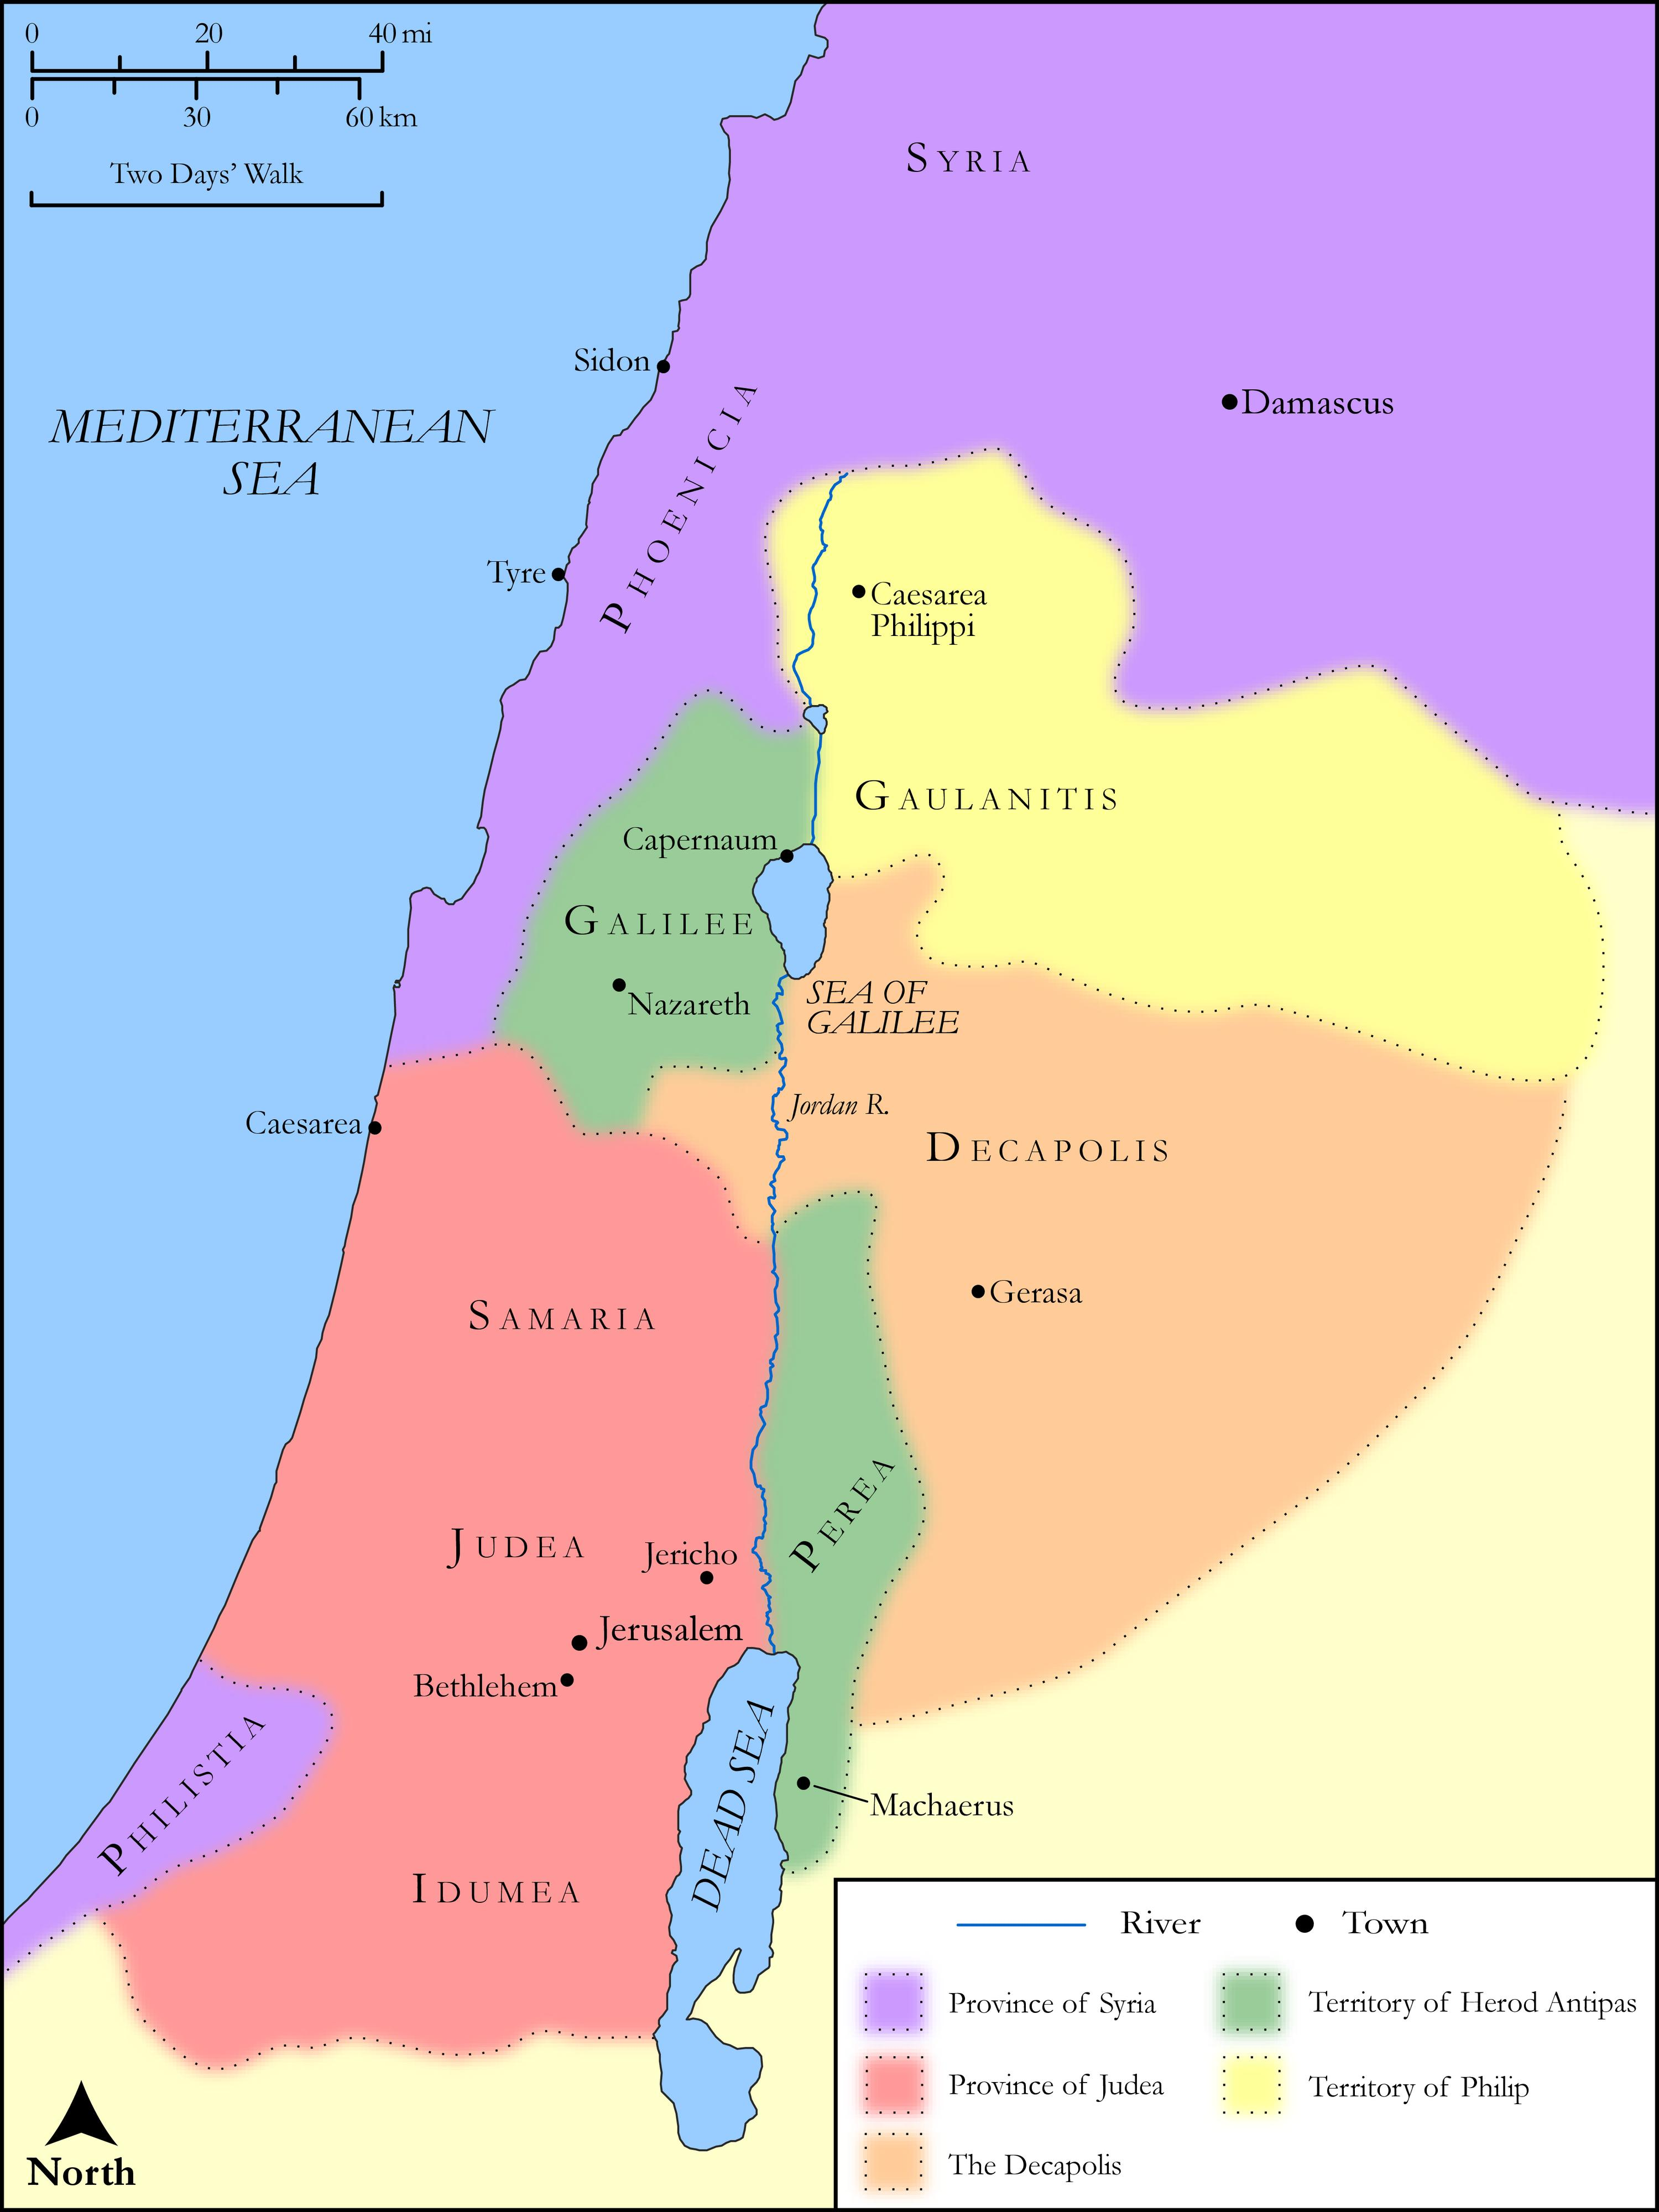 0 20 40 mi
0 30 60 km
Two Days’ Walk
SYRIA
Sidon
Damascus
MEDITERRANEAN
SEA
PHOENICIA
Tyre
Caesarea
Philippi
GAULANITIS
Capernaum
GALILEE
Nazareth
SEA OF
GALILEE
Jordan R.
Caesarea
DECAPOLIS
Gerasa
SAMARIA
PEREA
JUDEA
Jericho
Jerusalem
Bethlehem
PHILISTIA
DEAD SEA
Machaerus
IDUMEA
River
Town
Province of Syria
Territory of Herod Antipas
Province of Judea
Territory of Philip
The Decapolis
North